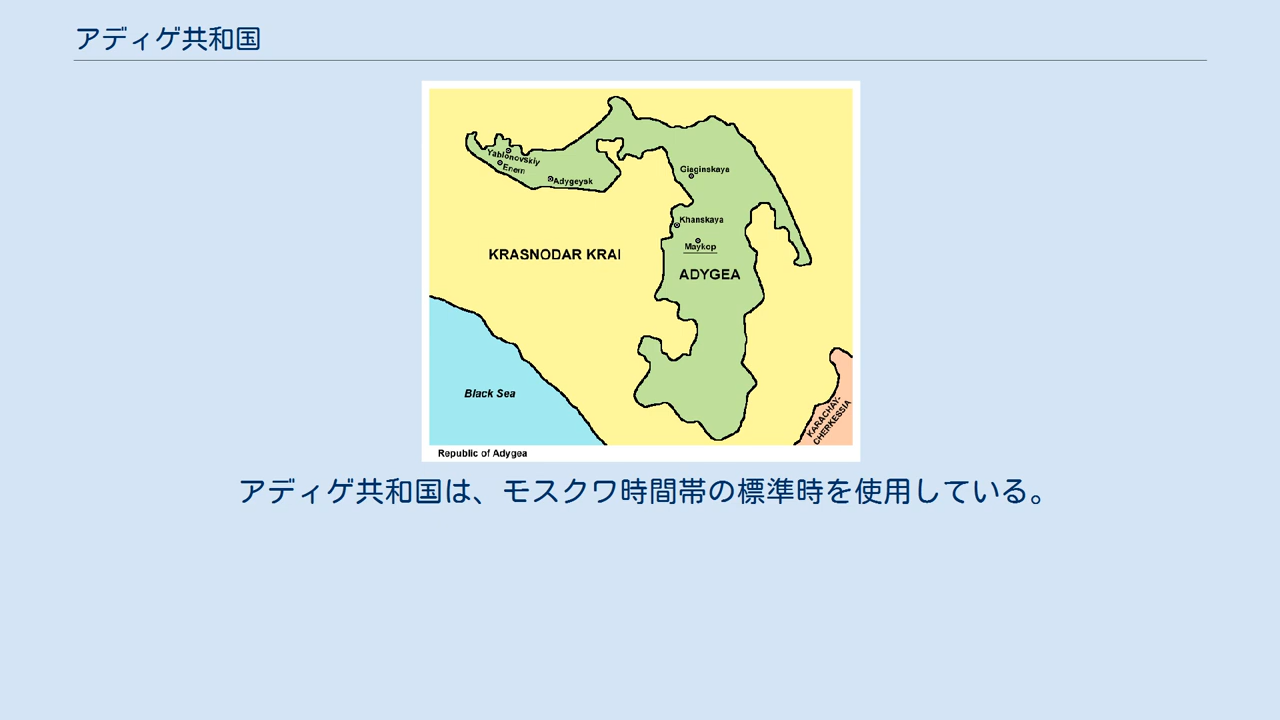 アディゲ共和国
Yablonovskiy
Enem
Adygeysk
Giaginskaya
Khanskaya
Maykop
KRASNODAR KRAI
ADYGEA
Black Sea
KARACHAY-
CHERKESSIA
Republic of Adygea
アディゲ共和国は、モスクワ時間帯の標準時を使用している。